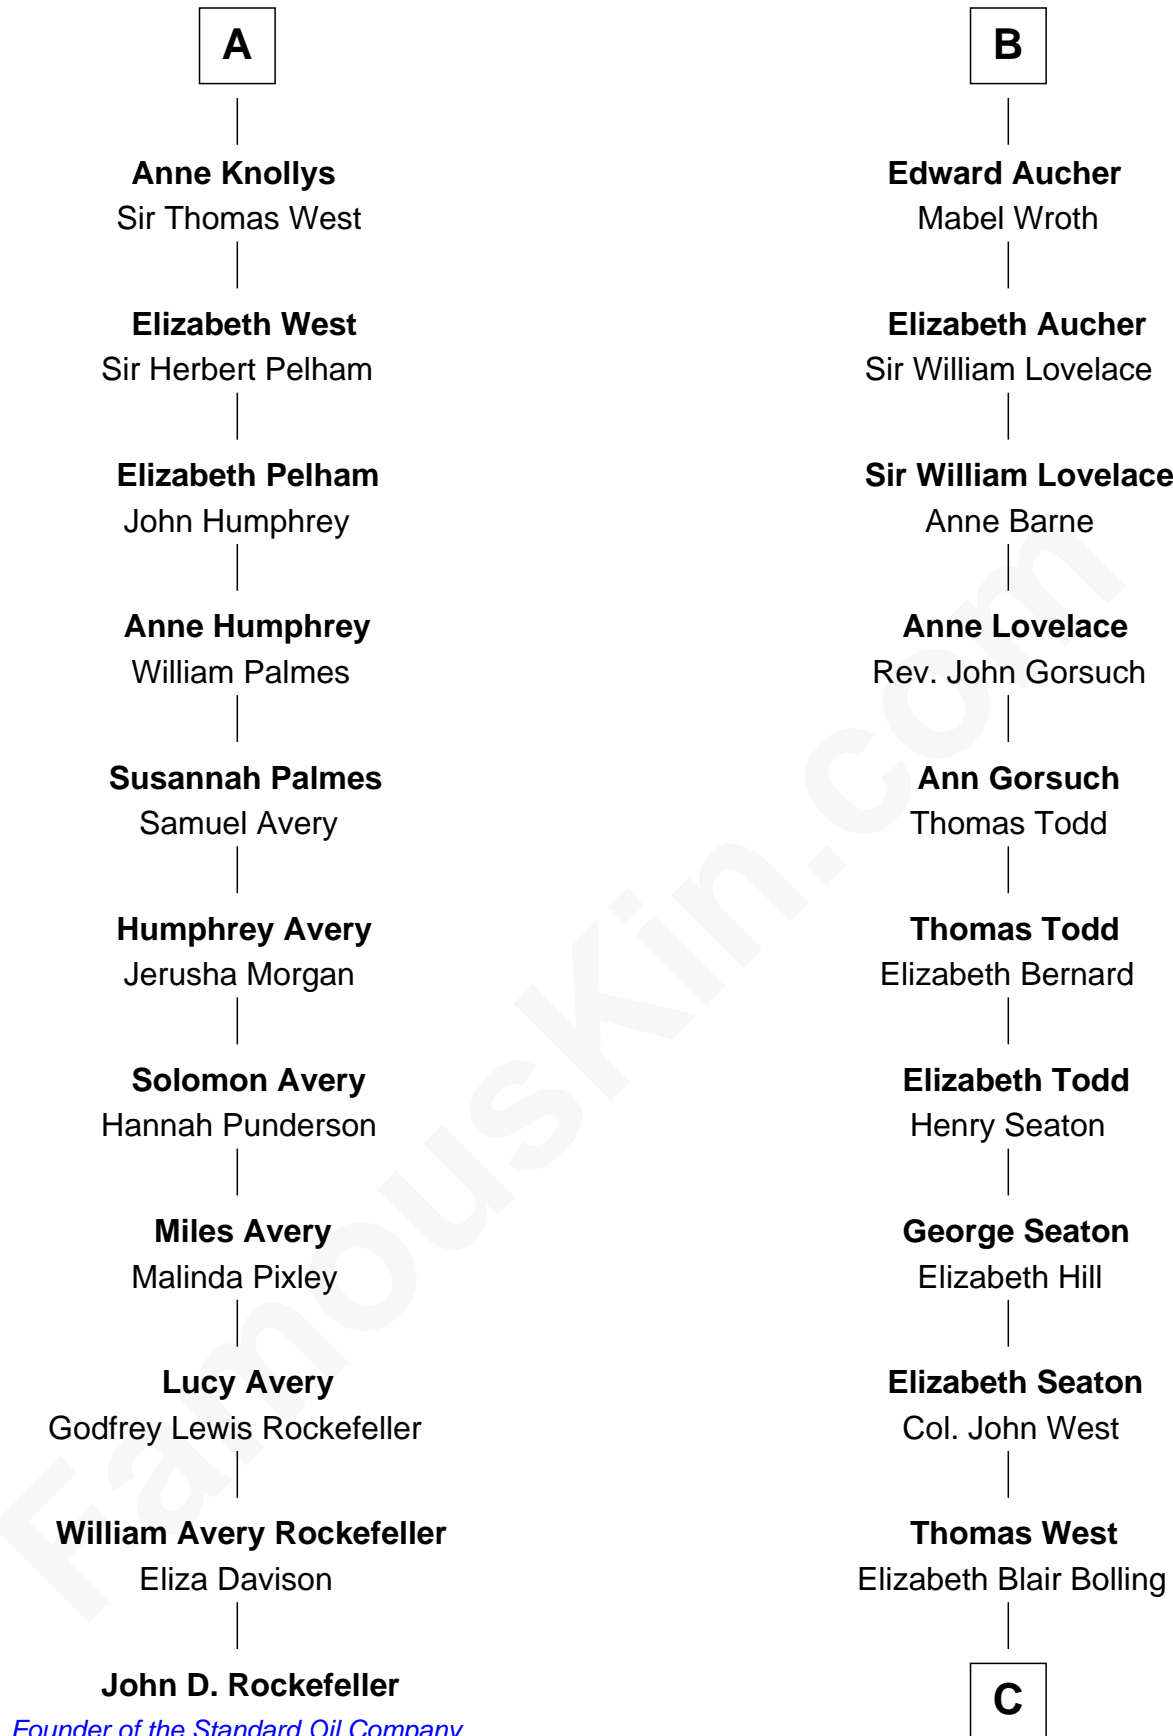 A
Anne Knollys
Sir Thomas West
Elizabeth West
Sir Herbert Pelham
Elizabeth Pelham
John Humphrey
Anne Humphrey
William Palmes
Susannah Palmes
Samuel Avery
Humphrey Avery
Jerusha Morgan
Solomon Avery
Hannah Punderson
Miles Avery
Malinda Pixley
Lucy Avery
Godfrey Lewis Rockefeller
William Avery Rockefeller
Eliza Davison
John D. Rockefeller
Founder of the Standard Oil Company
B
Edward Aucher
Mabel Wroth
Elizabeth Aucher
Sir William Lovelace
Sir William Lovelace
Anne Barne
Anne Lovelace
Rev. John Gorsuch
Ann Gorsuch
Thomas Todd
Thomas Todd
Elizabeth Bernard
Elizabeth Todd
Henry Seaton
George Seaton
Elizabeth Hill
Elizabeth Seaton
Col. John West
Thomas West
Elizabeth Blair Bolling
C
FamousKin.com